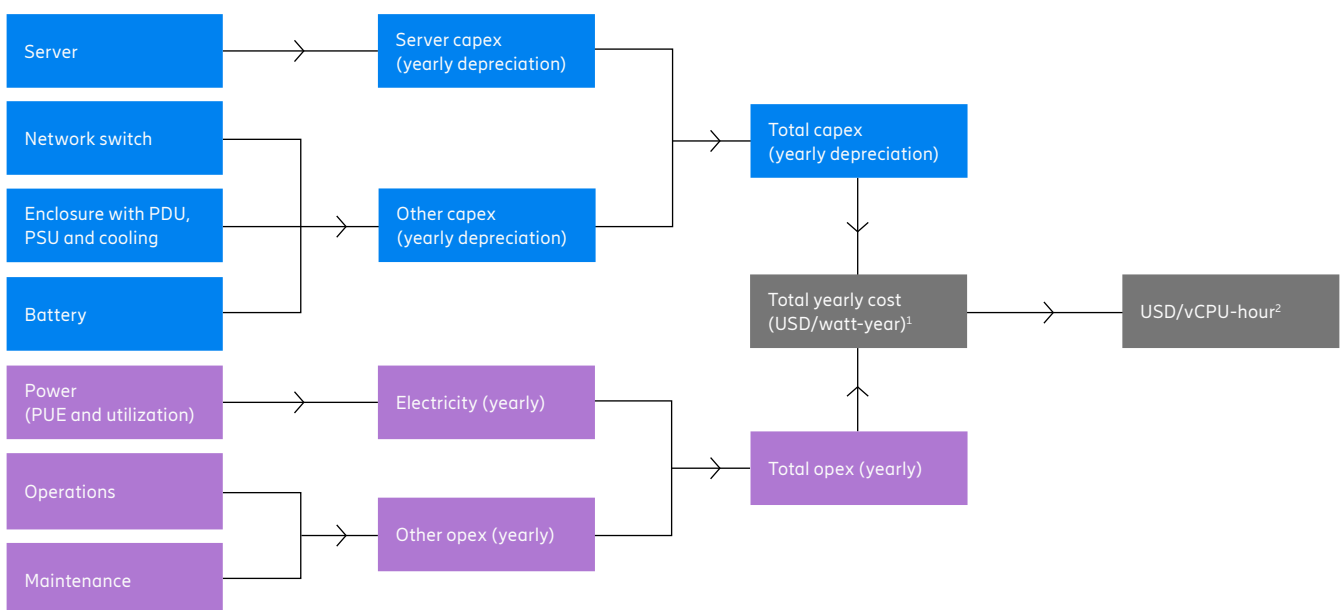 Server
Server capex
(yearly depreciation)
Network switch
Total capex
(yearly depreciation)
Enclosure with PDU,
PSU and cooling
Other capex
(yearly depreciation)
Battery
Total yearly cost
(USD/watt-year)¹
USD/vCPU-hour²
Power
(PUE and utilization)
Electricity (yearly)
Total opex (yearly)
Operations
Other opex (yearly)
Maintenance